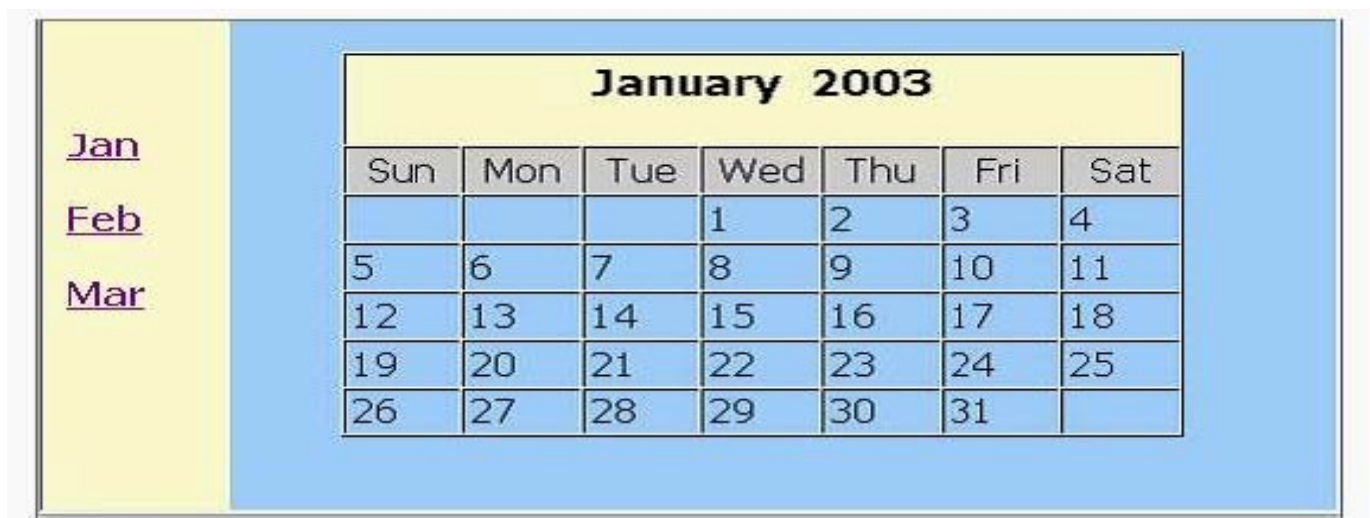 Jan
Feb
Mar
January 2003
Sun Mon Tue Wed Thu Fri Sat
1 2 3 4
5 6 7 8 9 10 11
12 13 14 15 16 17 18
19 20 21 22 23 24 25
26 27 28 29 30 31